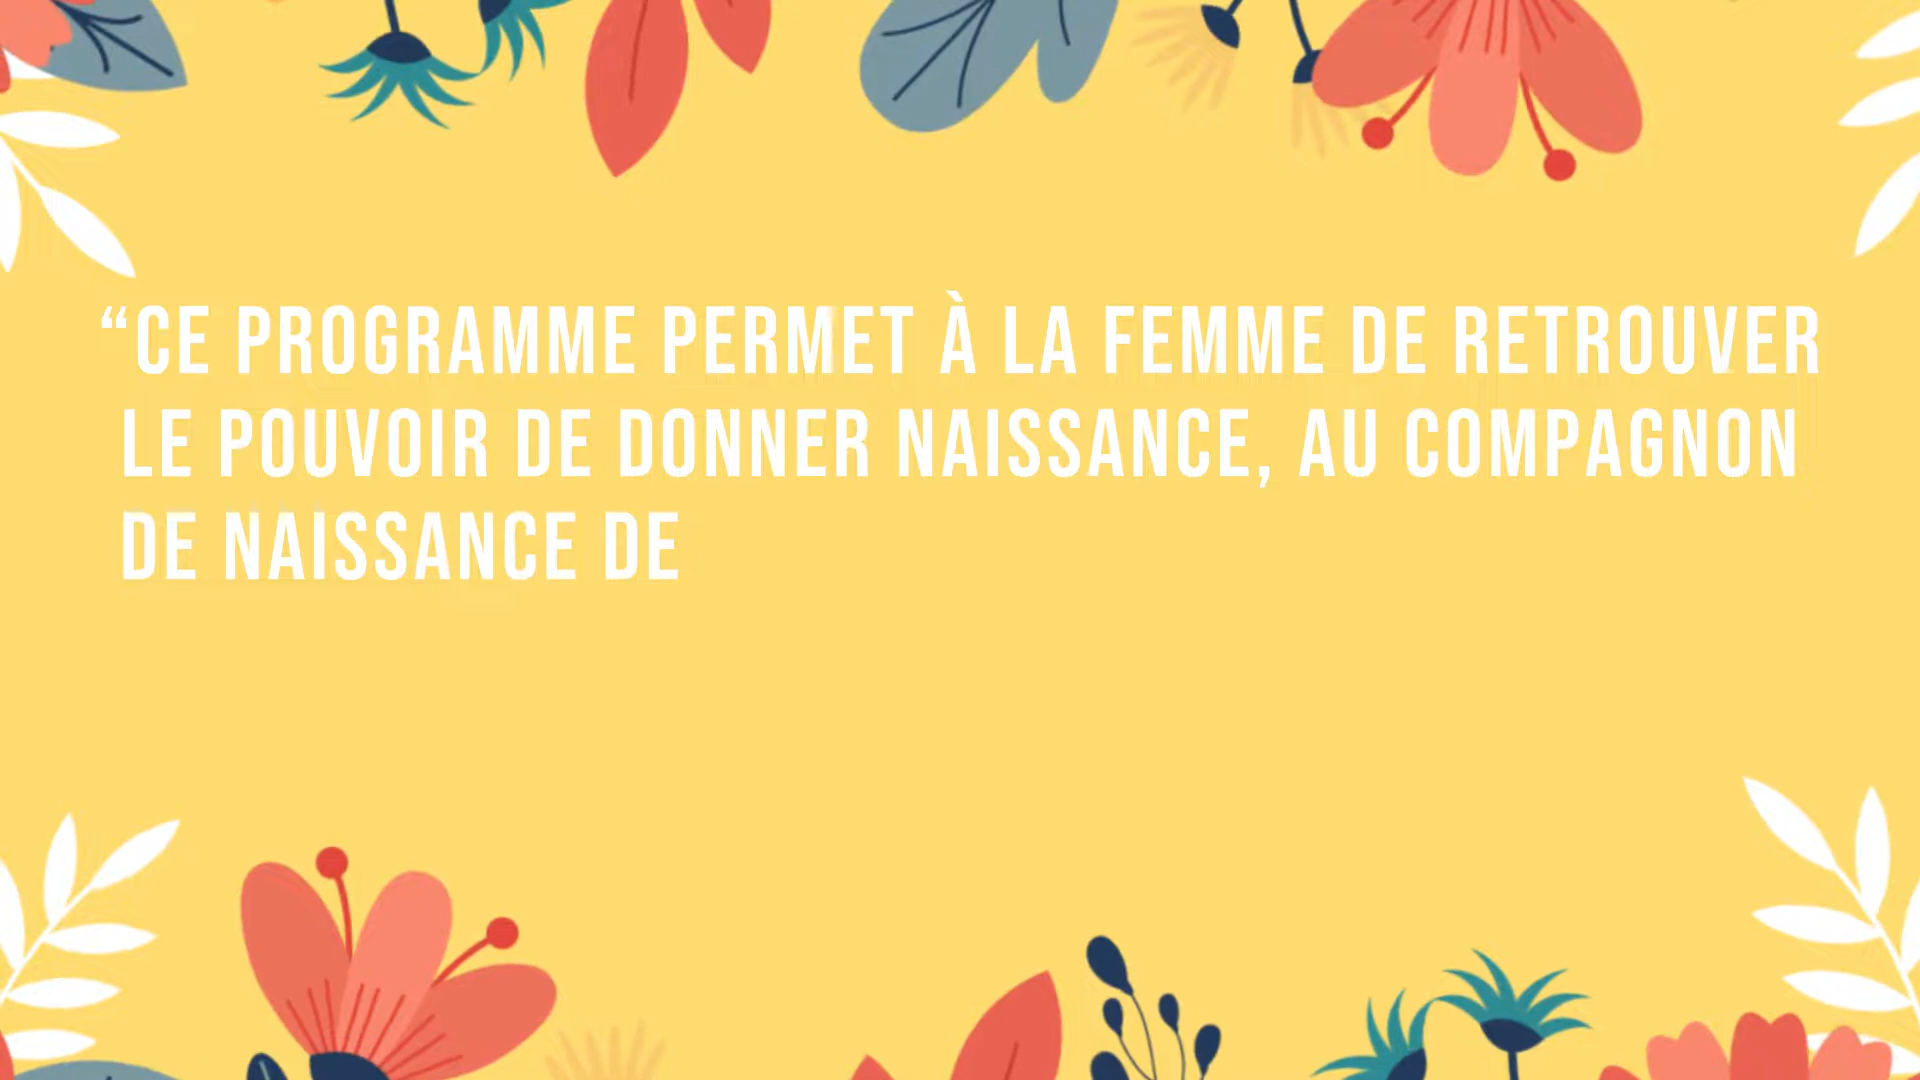 “CE PROGRAMME PERMET À LA FEMME DE RETROUVER
LE POUVOIR DE DONNER NAISSANCE, AU COMPAGNON
DE NAISSANCE DE